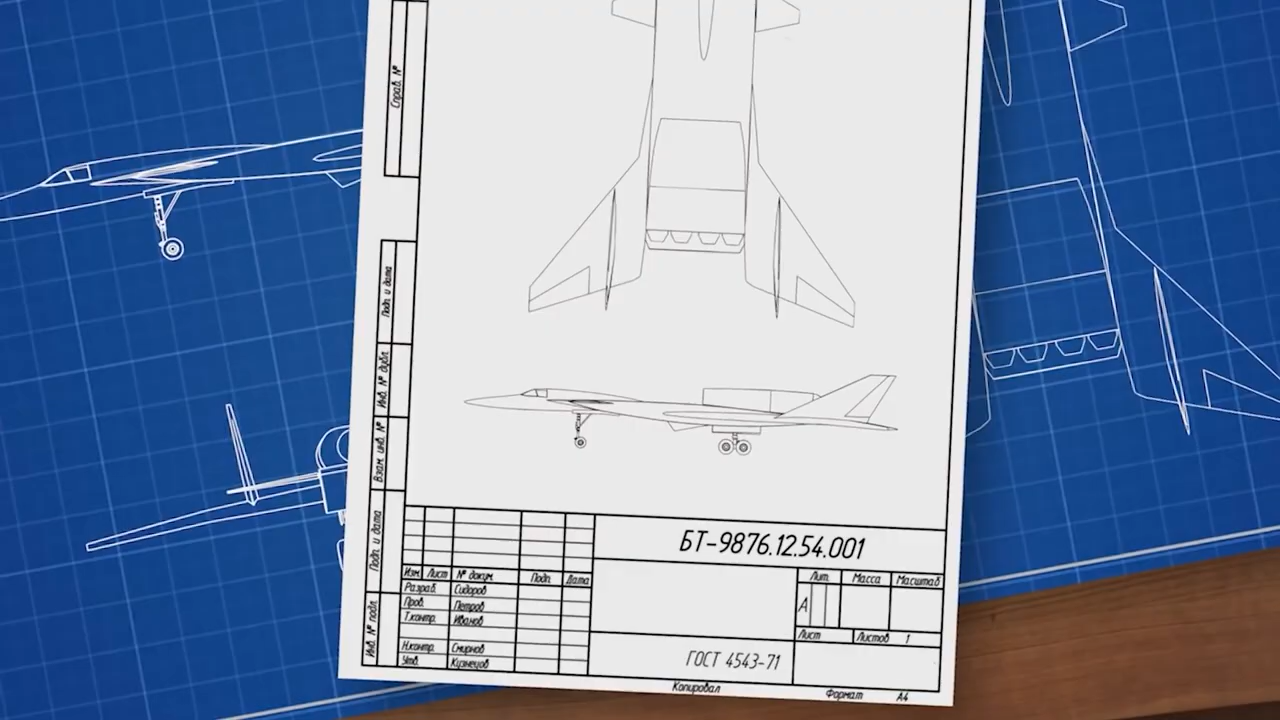 Справ. №
Подп. и дата
Инв. № дубл.
Взам. инв. №
Подп. и дата
Инв. № подл.
БТ-9876.12.54.001
Изм. Лист № докум. Подп. Дата
Разраб. Сидоров
Пров. Петров
Т.контр. Иванов
Н.контр. Смирнов
Утв. Кузнецов
Лит. Масса Масштаб
А
Лист Листов 1
ГОСТ 4543-71
Копировал Формат А4